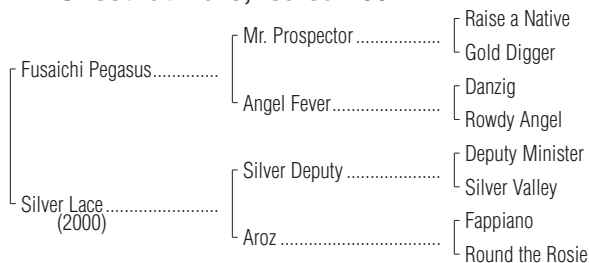 Raise a Native
Mr. Prospector
Gold Digger
Fusaichi Pegasus
Danzig
Angel Fever
Rowdy Angel
Deputy Minister
Silver Deputy
Silver Valley
Silver Lace
(2000)
Fappiano
Aroz
Round the Rosie